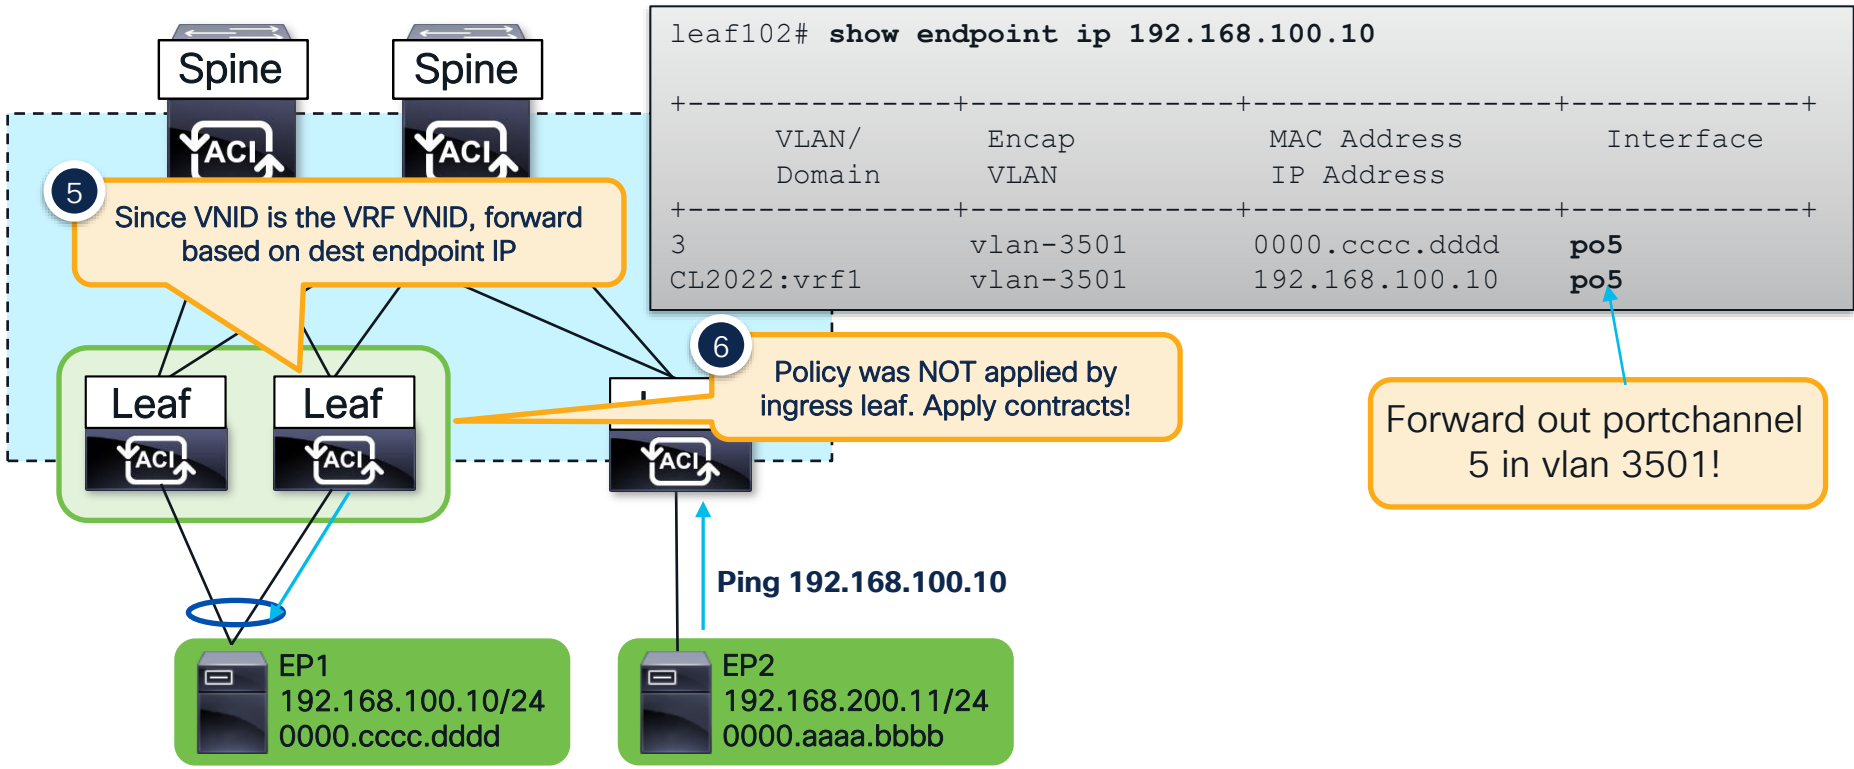 Spine
Spine
ACI
ACI
5
Since VNID is the VRF VNID, forward
based on dest endpoint IP
leaf102# show endpoint ip 192.168.100.10
+---------------+---------------+-----------------+--------------+
VLAN/ Encap MAC Address Interface
Domain VLAN IP Address
+---------------+---------------+-----------------+--------------+
3 vlan-3501 0000.cccc.dddd po5
CL2022:vrf1 vlan-3501 192.168.100.10 po5
6
Policy was NOT applied by
ingress leaf. Apply contracts!
Leaf
Leaf
ACI
ACI
ACI
Forward out portchannel
5 in vlan 3501!
Ping 192.168.100.10
EP1
192.168.100.10/24
0000.cccc.dddd
EP2
192.168.200.11/24
0000.aaaa.bbbb